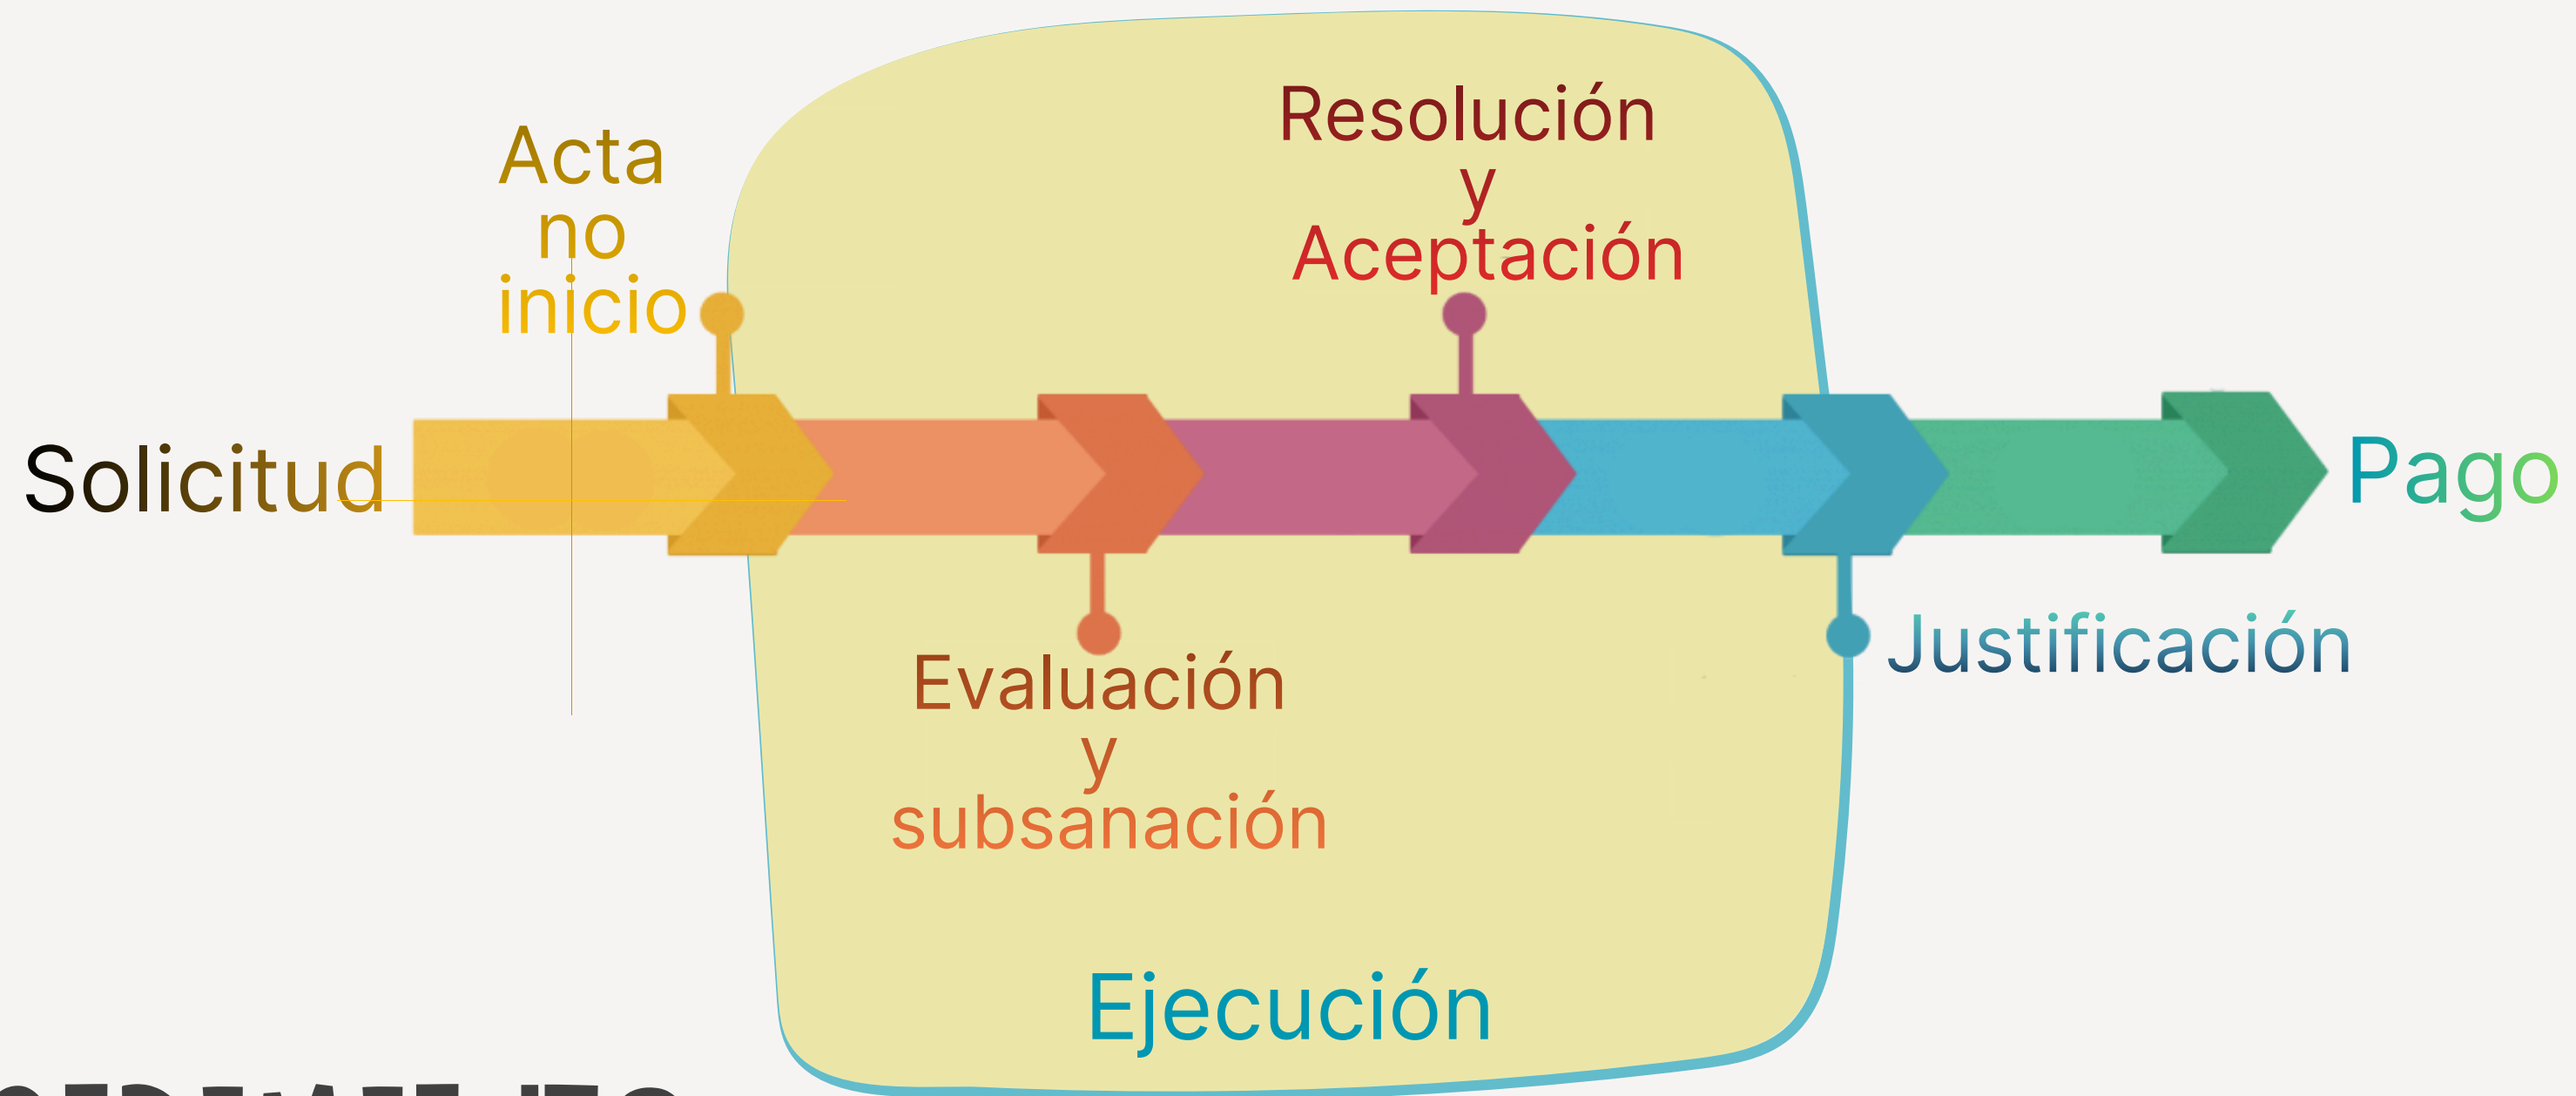 Solicitud
Acta
no
inicio
Evaluación
y
subsanación
Resolución
y
Aceptación
Ejecución
Justificación
Pago